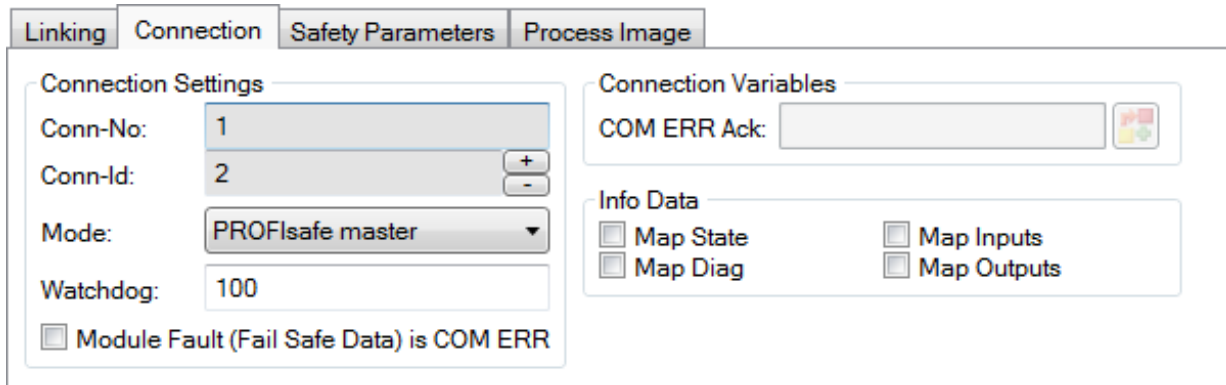 Linking Connection Safety Parameters Process Image
Connection Settings
Conn-No: 1
Conn-Id: 2 + -
Mode: PROFIsafe master
Watchdog: 100
Module Fault (Fail Safe Data) is COM ERR
Connection Variables
COM ERR Ack:
Info Data
Map State Map Inputs
Map Diag Map Outputs